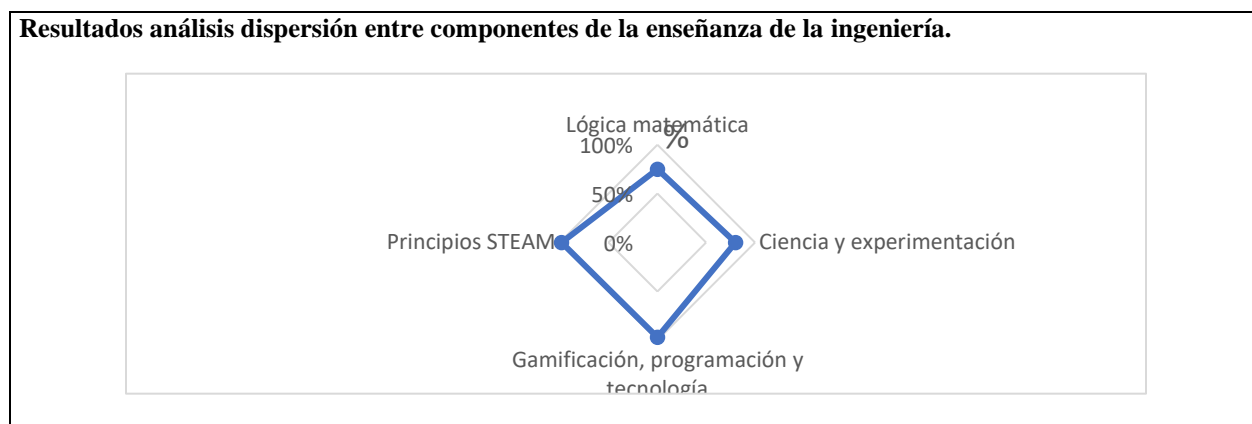 Resultados análisis dispersión entre componentes de la enseñanza de la ingeniería.
%
Lógica matemática
100%
50%
0%
Principios STEAM
Ciencia y experimentación
Gamificación, programación y
tecnología